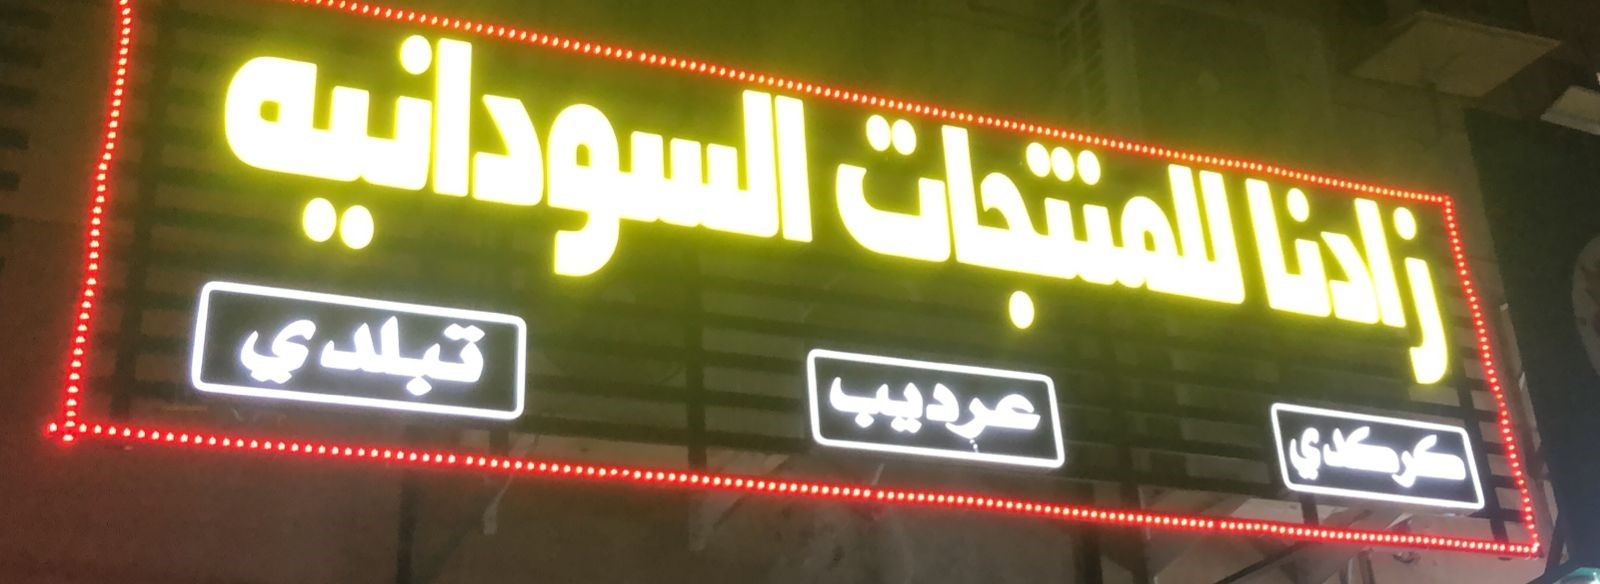 زادنا للمنتجات السودانيه
كركدي
عرديب
تبلدي